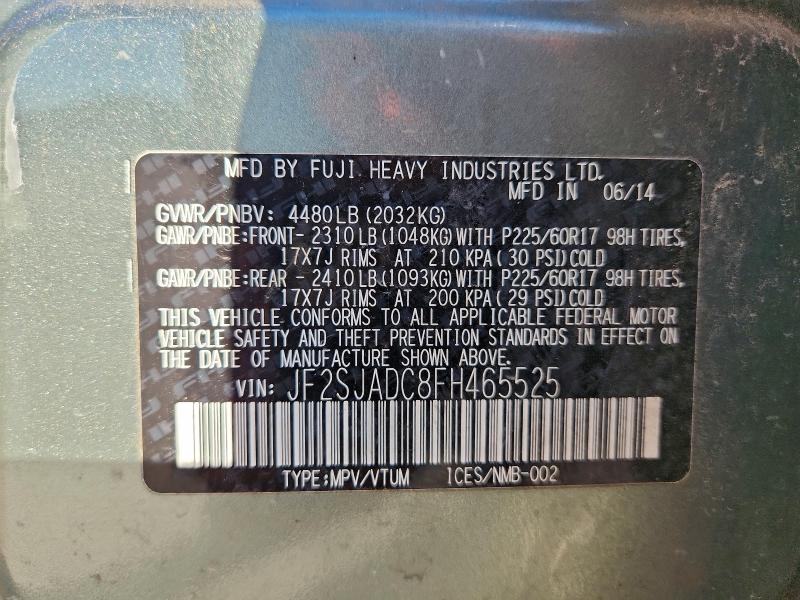 MFD BY FUJI HEAVY INDUSTRIES LTD.
MFD IN 06/14
GVWR/PNBV: 4480LB (2032KG)
GAWR/PNBE:FRONT- 2310LB (1048KG)WITH P225/60R17 98H TIRES,
17X7J RIMS AT 210 KPA( 30 PSI)COLD
GAWR/PNBE:REAR - 2410LB (1093KG)WITH P225/60R17 98H TIRES,
17X7J RIMS AT 200 KPA( 29 PSI)COLD
THIS VEHICLE CONFORMS TO ALL APPLICABLE FEDERAL MOTOR
VEHICLE SAFETY AND THEFT PREVENTION STANDARDS IN EFFECT ON
THE DATE OF MANUFACTURE SHOWN ABOVE.
VIN: JF2SJADC8FH465525
TYPE:MPV/VTUM ICES/NMB-002